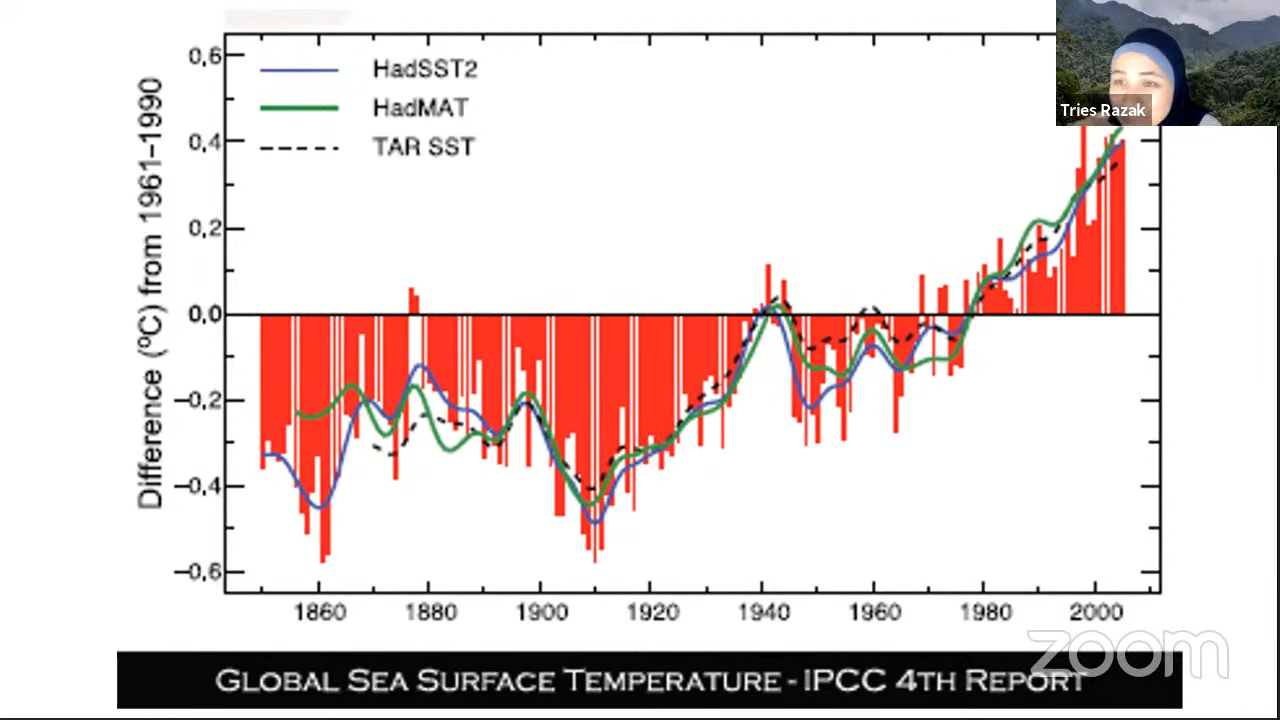 HadSST2
HadMAT
TAR SST
Difference (ºC) from 1961–1990
0,6
0,4
0,2
0,0
−0,2
−0,4
−0,6
1860 1880 1900 1920 1940 1960 1980 2000
Tries Razak
zoom
GLOBAL SEA SURFACE TEMPERATURE - IPCC 4TH REPORT